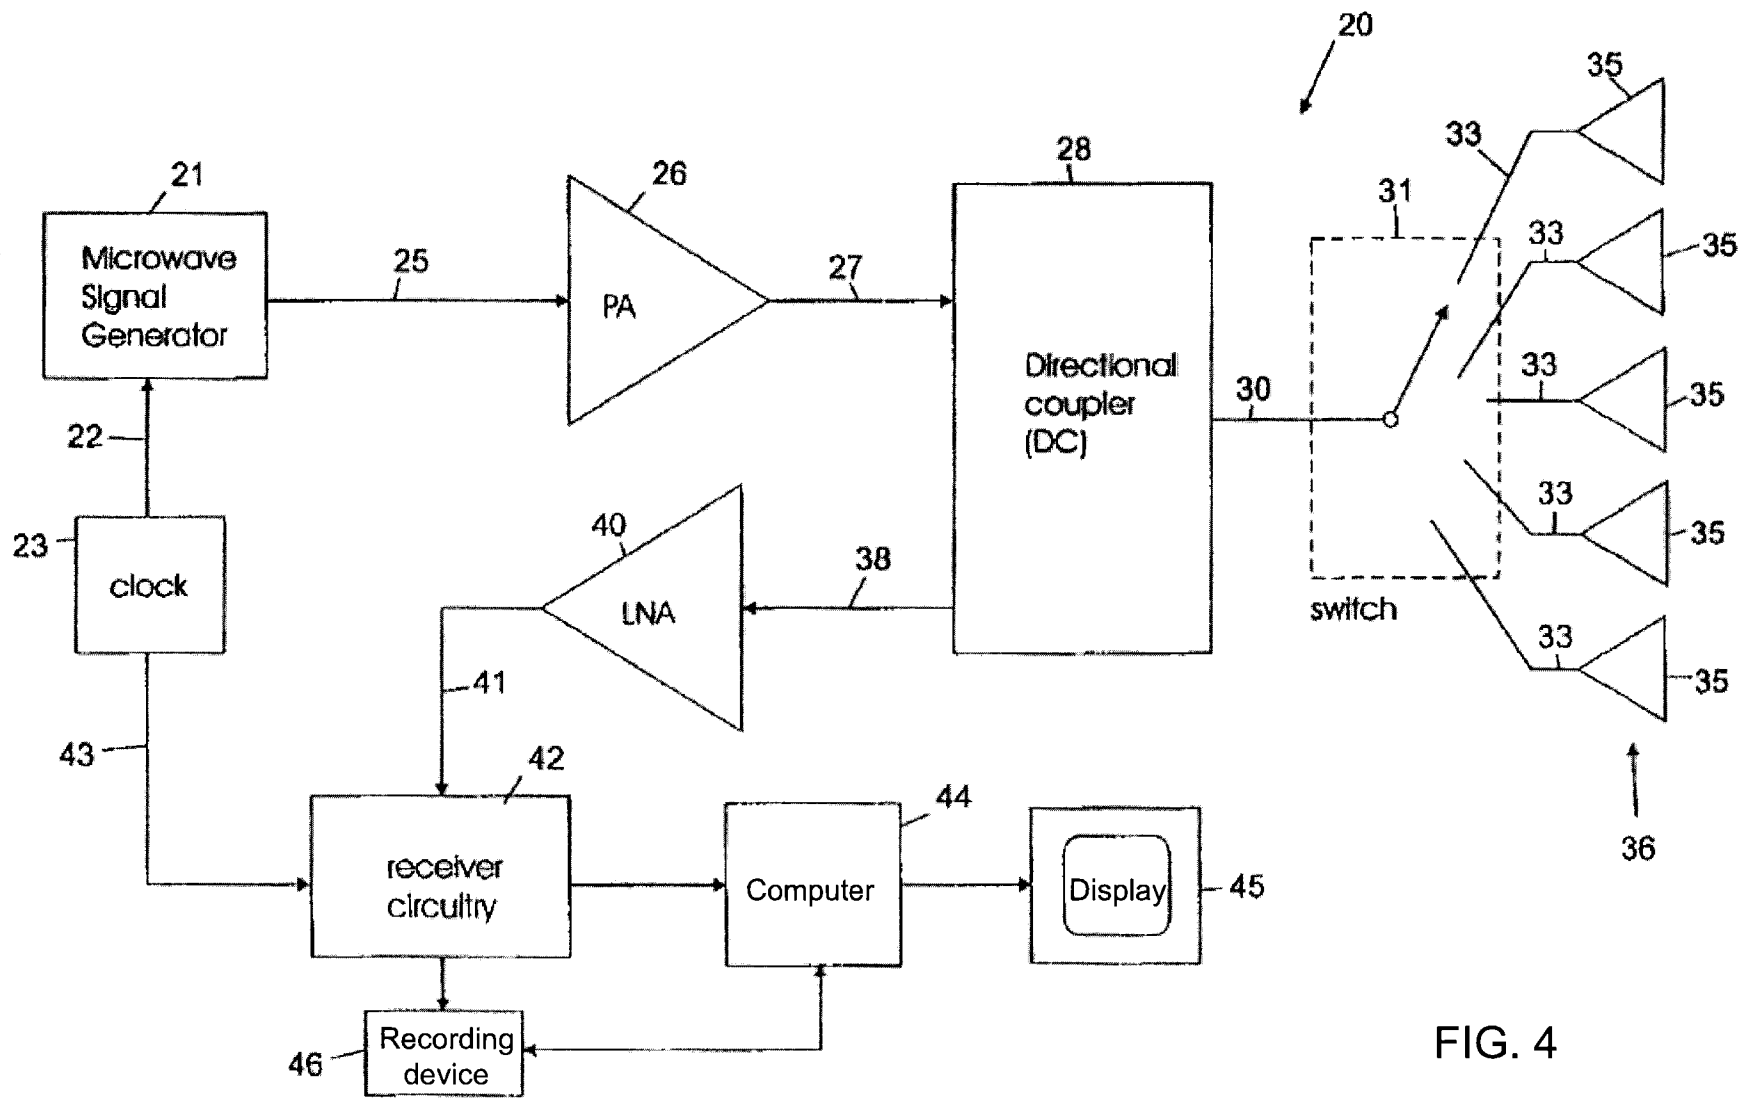 20
35
33
28
31
21
26
33
35
Microwave
Signal
Generator
25
PA
27
Directional
coupler
(DC)
30
33
35
22
23
clock
40
LNA
38
33
35
switch
41
33
35
43
42
44
36
receiver
circuitry
Computer
Display
45
Recording
device
46
FIG. 4